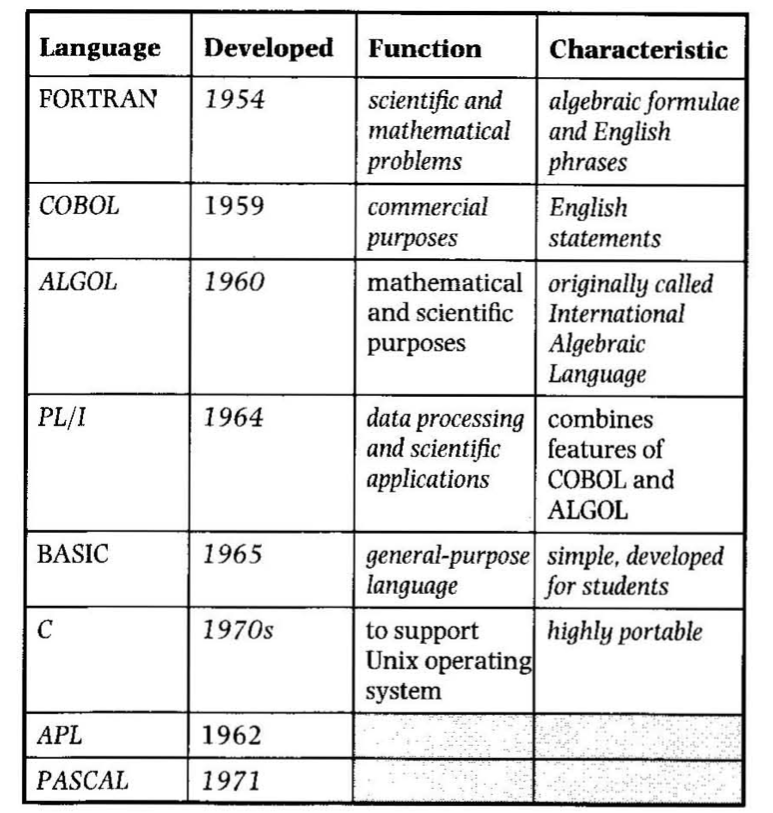 Language Developed Function Characteristic
FORTRAN 1954 scientific and algebraic formulae
mathematical and English
problems phrases
COBOL 1959 commercial English
purposes statements
ALGOL 1960 mathematical originally called
and scientific International
purposes Algebraic
Language
PL/I 1964 data processing combines
and scientific features of
applications COBOL and
ALGOL
BASIC 1965 general-purpose simple, developed
language for students
C 1970s to support highly portable
Unix operating
system
APL 1962
PASCAL 1971